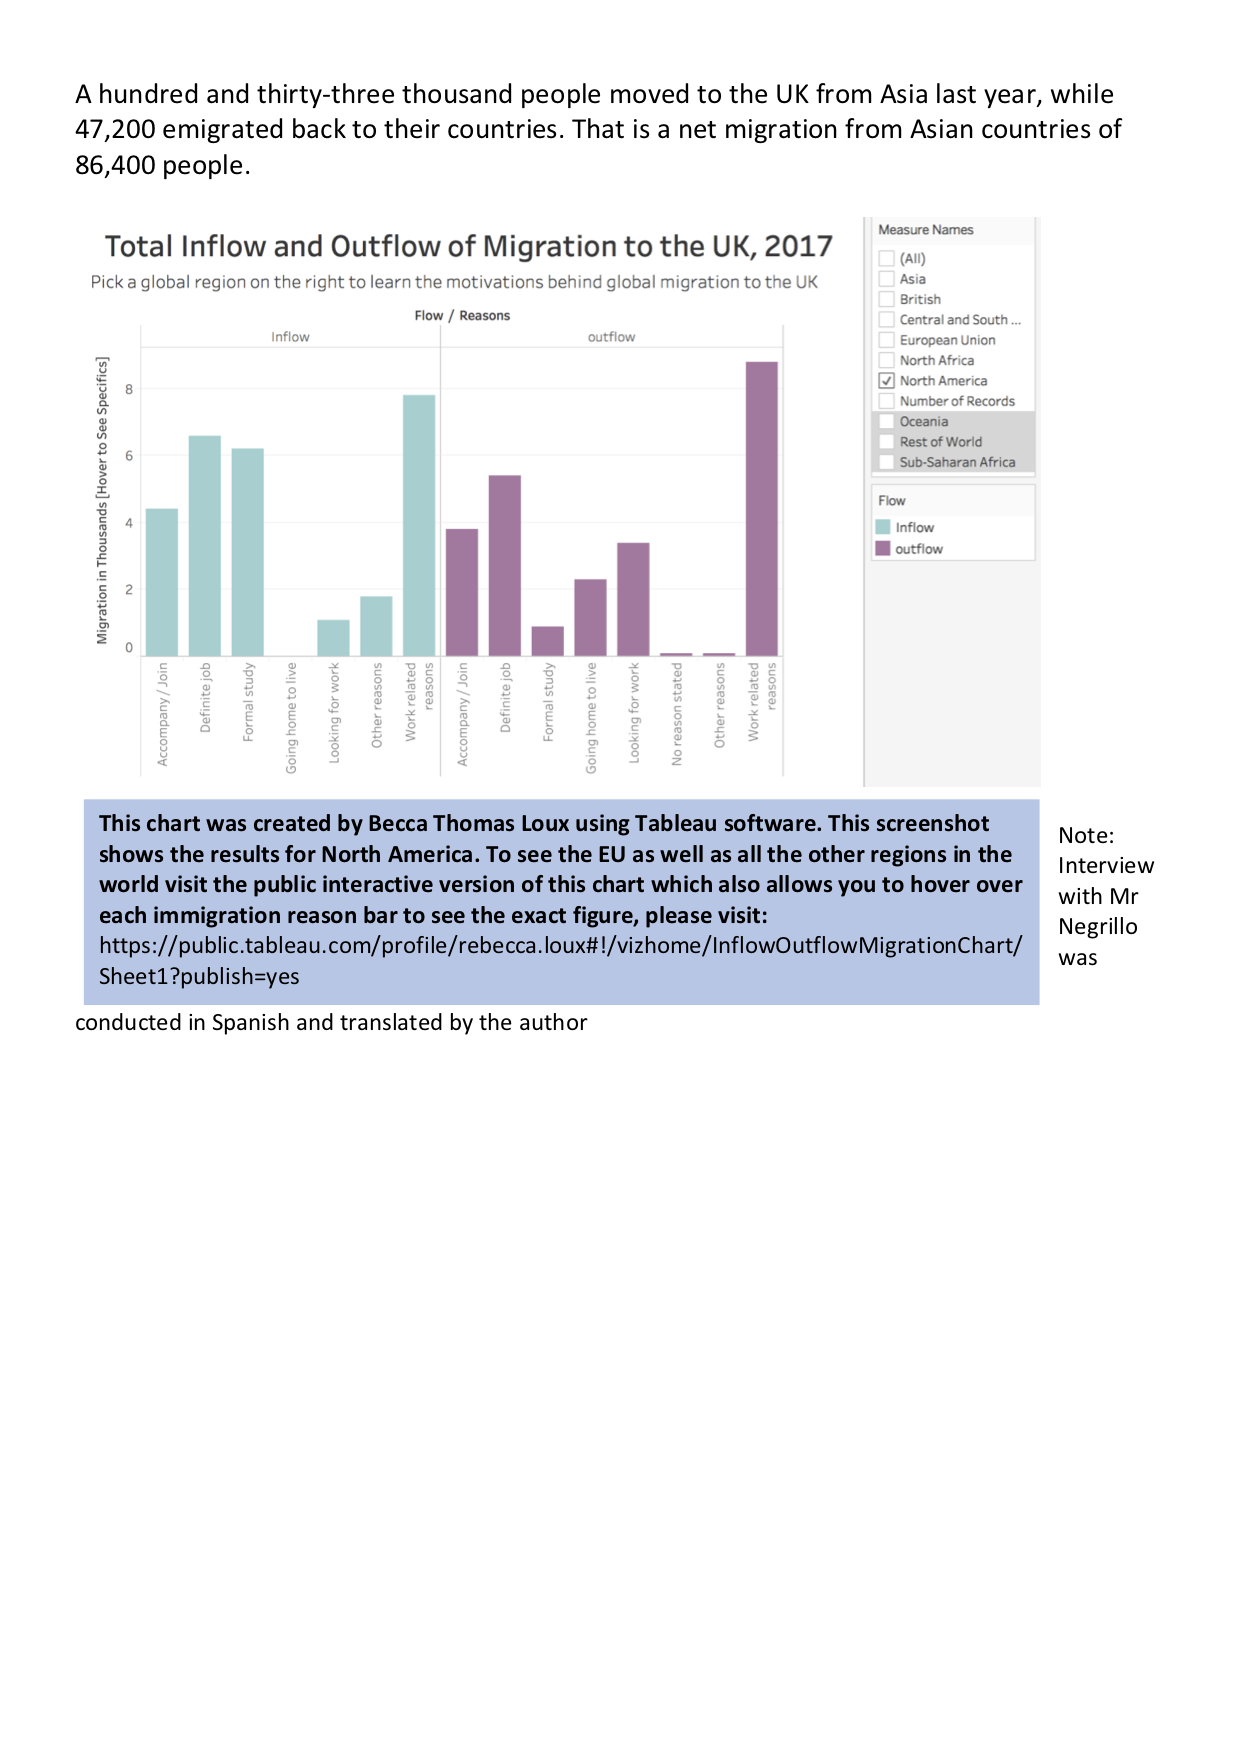 A hundred and thirty-three thousand people moved to the UK from Asia last year, while
47,200 emigrated back to their countries. That is a net migration from Asian countries of
86,400 people.
Total Inflow and Outflow of Migration to the UK, 2017
Pick a global region on the right to learn the motivations behind global migration to the UK
Flow / Reasons
Inflow
outflow
Migration in Thousands [Hover to See Specifics]
8
6
4
2
0
Accompany / Join
Definite job
Formal study
Going home to live
Looking for work
Other reasons
Work related
reasons
Accompany / Join
Definite job
Formal study
Going home to live
Looking for work
No reason stated
Other reasons
Work related
reasons
Measure Names
(All)
Asia
British
Central and South ...
European Union
North Africa
North America
Number of Records
Oceania
Rest of World
Sub-Saharan Africa
Flow
Inflow
outflow
This chart was created by Becca Thomas Loux using Tableau software. This screenshot
shows the results for North America. To see the EU as well as all the other regions in the
world visit the public interactive version of this chart which also allows you to hover over
each immigration reason bar to see the exact figure, please visit:
https://public.tableau.com/profile/rebecca.loux#!/vizhome/InflowOutflowMigrationChart/
Sheet1?publish=yes
Note:
Interview
with Mr
Negrillo
was
conducted in Spanish and translated by the author